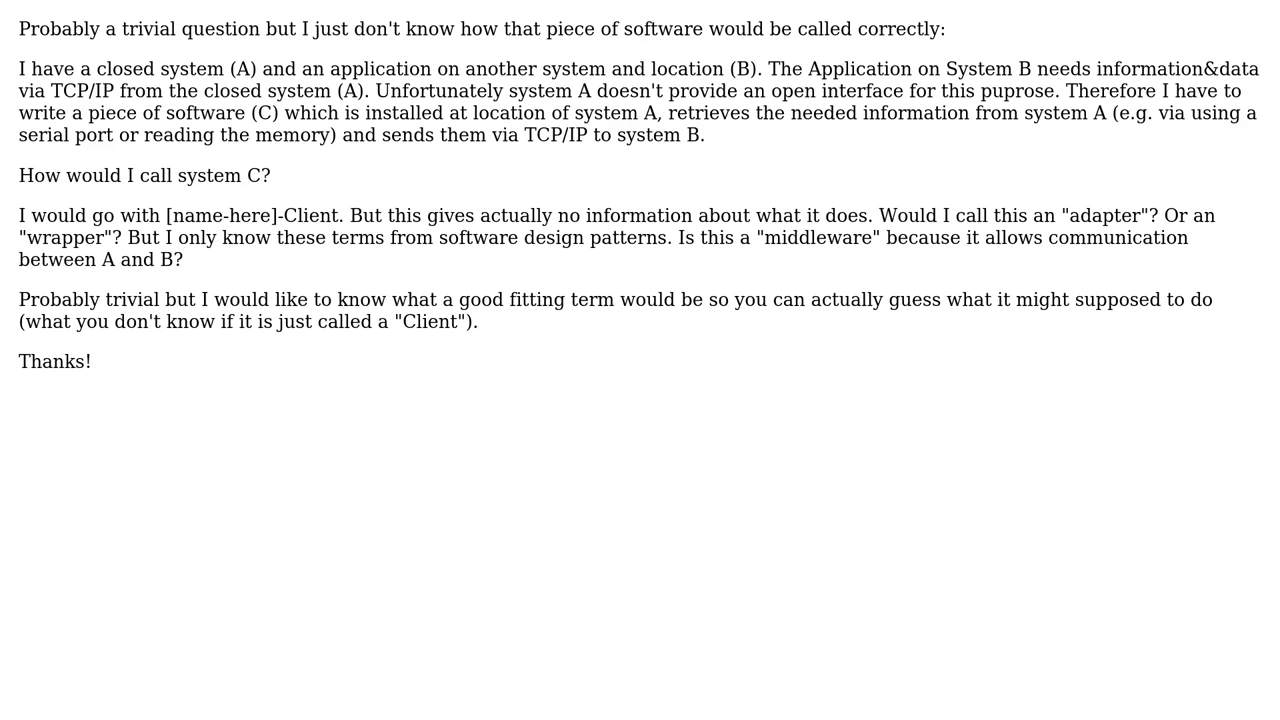 Probably a trivial question but I just don't know how that piece of software would be called correctly:
I have a closed system (A) and an application on another system and location (B). The Application on System B needs information&data
via TCP/IP from the closed system (A). Unfortunately system A doesn't provide an open interface for this puprose. Therefore I have to
write a piece of software (C) which is installed at location of system A, retrieves the needed information from system A (e.g. via using a
serial port or reading the memory) and sends them via TCP/IP to system B.
How would I call system C?
I would go with [name-here]-Client. But this gives actually no information about what it does. Would I call this an "adapter"? Or an
"wrapper"? But I only know these terms from software design patterns. Is this a "middleware" because it allows communication
between A and B?
Probably trivial but I would like to know what a good fitting term would be so you can actually guess what it might supposed to do
(what you don't know if it is just called a "Client").
Thanks!